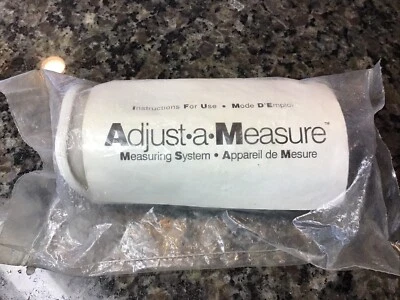 Instructions For Use • Mode D'Emploi
Adjust•a•Measure™
Measuring System • Appareil de Mesure